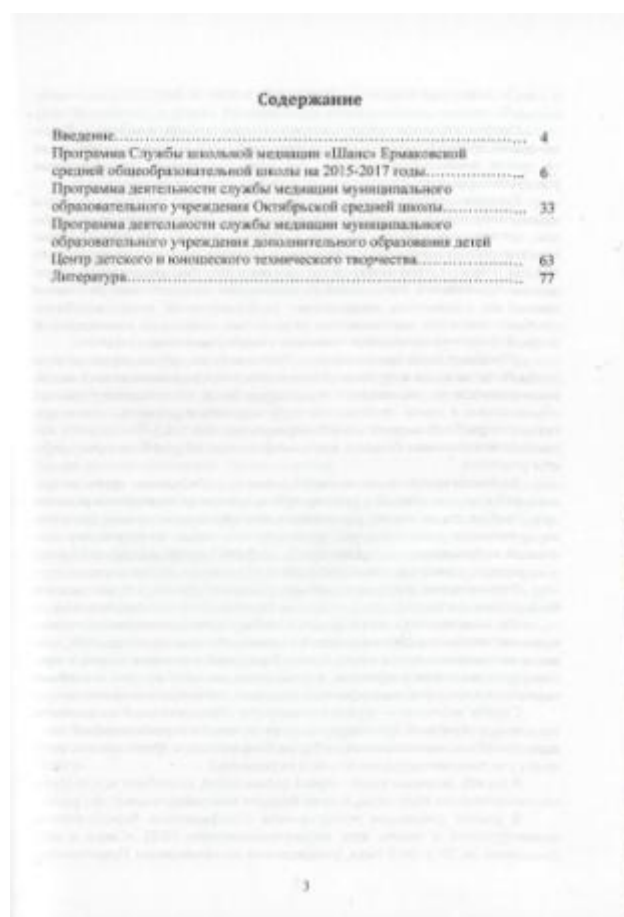 Содержание
Введение........................................................ 4
Программа Службы школьной медиации «Шанс» Ермаковской
средней общеобразовательной школы на 2015-2017 годы.................. 6
Программа деятельности службы медиации муниципального
образовательного учреждения Октябрьской средней школы................ 33
Программа деятельности службы медиации муниципального
образовательного учреждения дополнительного образования детей
Центр детского и юношеского технического творчества..................... 63
Литература...................................................... 77
3